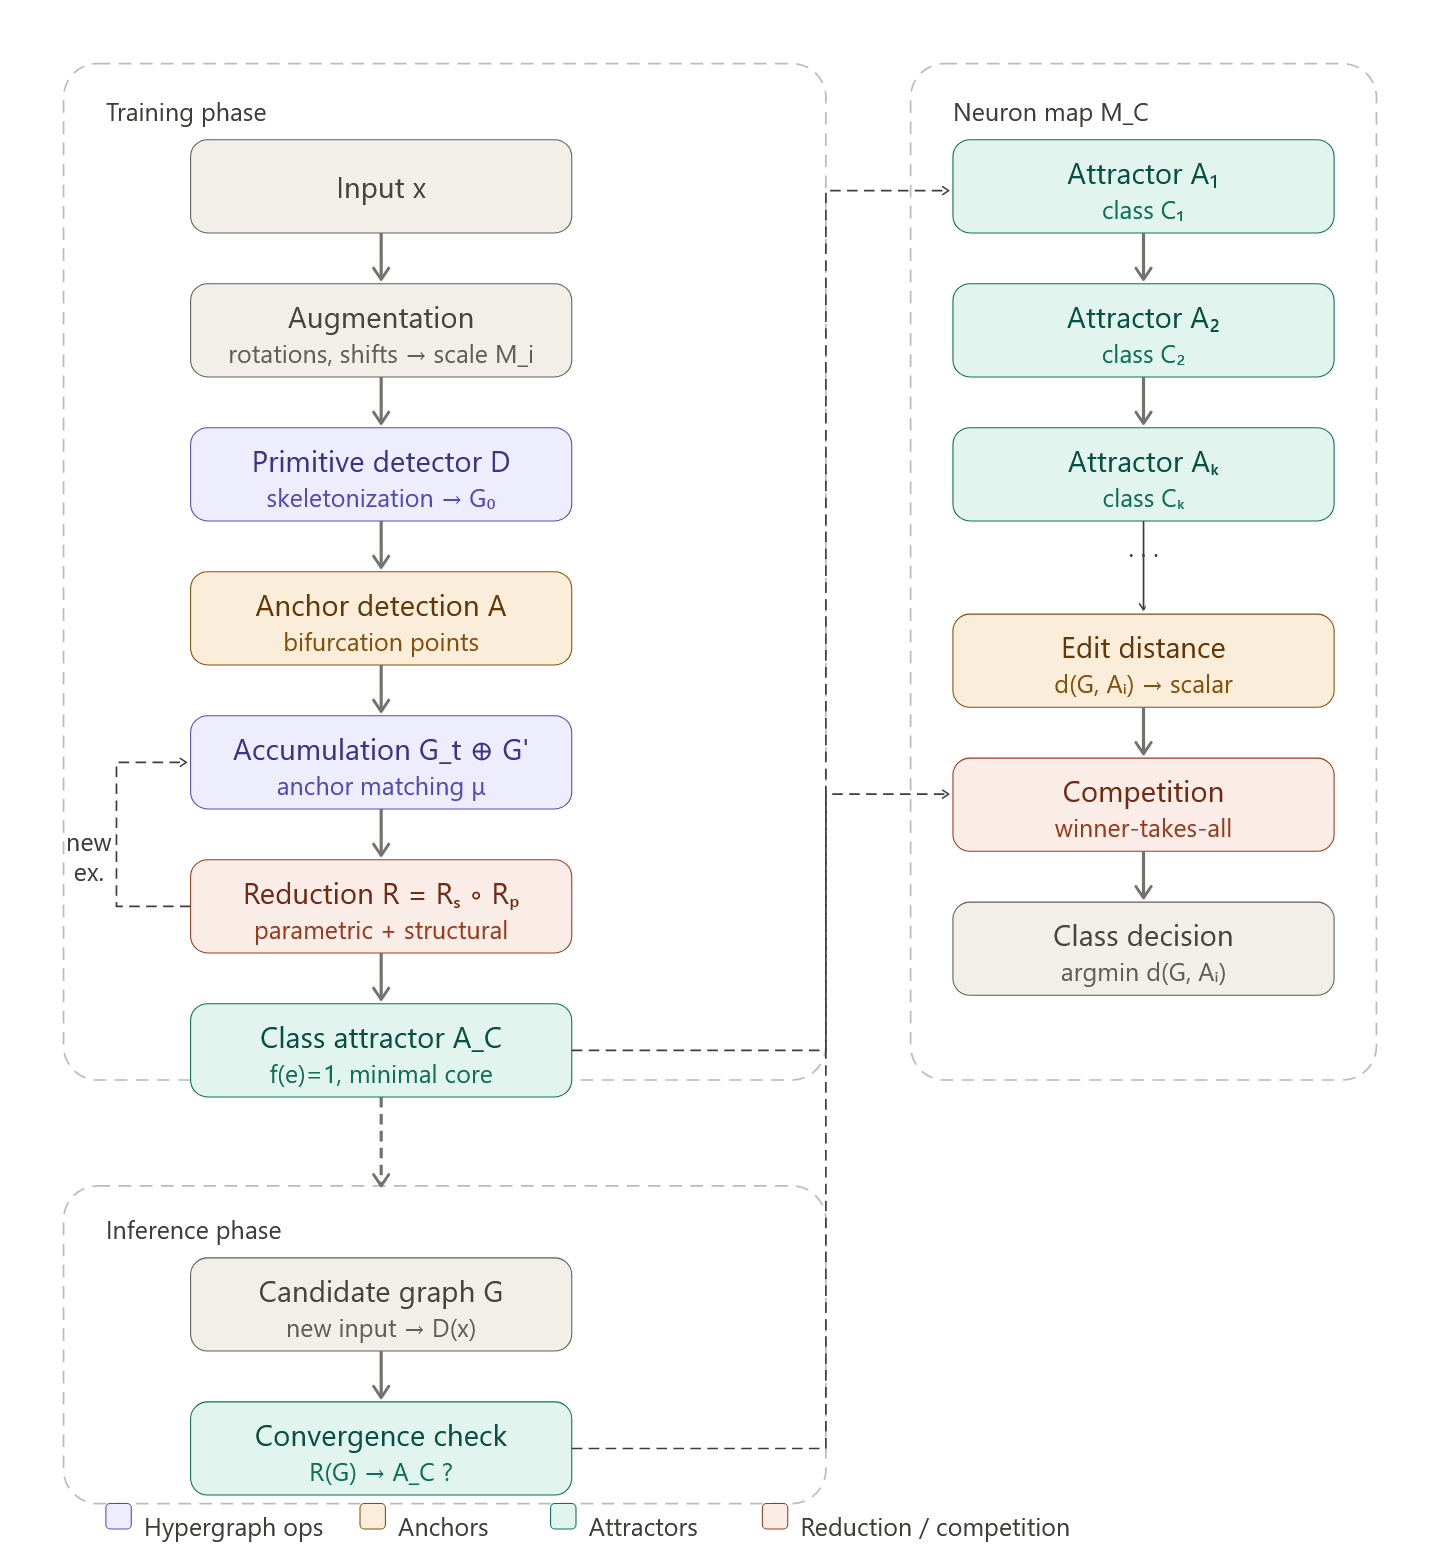 Training phase
Input x
Augmentation
rotations, shifts → scale M_i
Primitive detector D
skeletonization → G₀
Anchor detection A
bifurcation points
Accumulation G_t ⊕ G'
anchor matching μ
new
ex.
Reduction R = Rₛ ∘ Rₚ
parametric + structural
Class attractor A_C
f(e)=1, minimal core
Neuron map M_C
Attractor A₁
class C₁
Attractor A₂
class C₂
Attractor Aₖ
class Cₖ
. . .
Edit distance
d(G, Aᵢ) → scalar
Competition
winner-takes-all
Class decision
argmin d(G, Aᵢ)
Inference phase
Candidate graph G
new input → D(x)
Convergence check
R(G) → A_C ?
Hypergraph ops
Anchors
Attractors
Reduction / competition